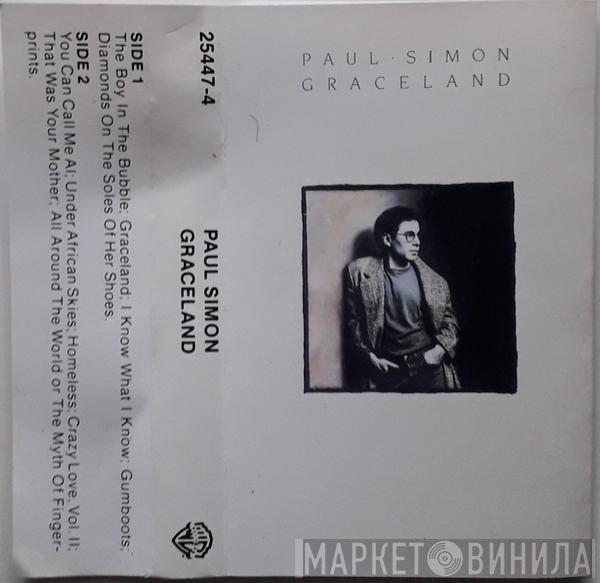 PAUL · SIMON
GRACELAND
25447-4
PAUL SIMON
GRACELAND
SIDE 1
The Boy In The Bubble; Graceland; I Know What I Know; Gumboots;
Diamonds On The Soles Of Her Shoes.
SIDE 2
You Can Call Me Al; Under African Skies; Homeless; Crazy Love, Vol. II;
That Was Your Mother; All Around The World or The Myth Of Finger-
prints.
МАРКЕТ ВИНИЛА